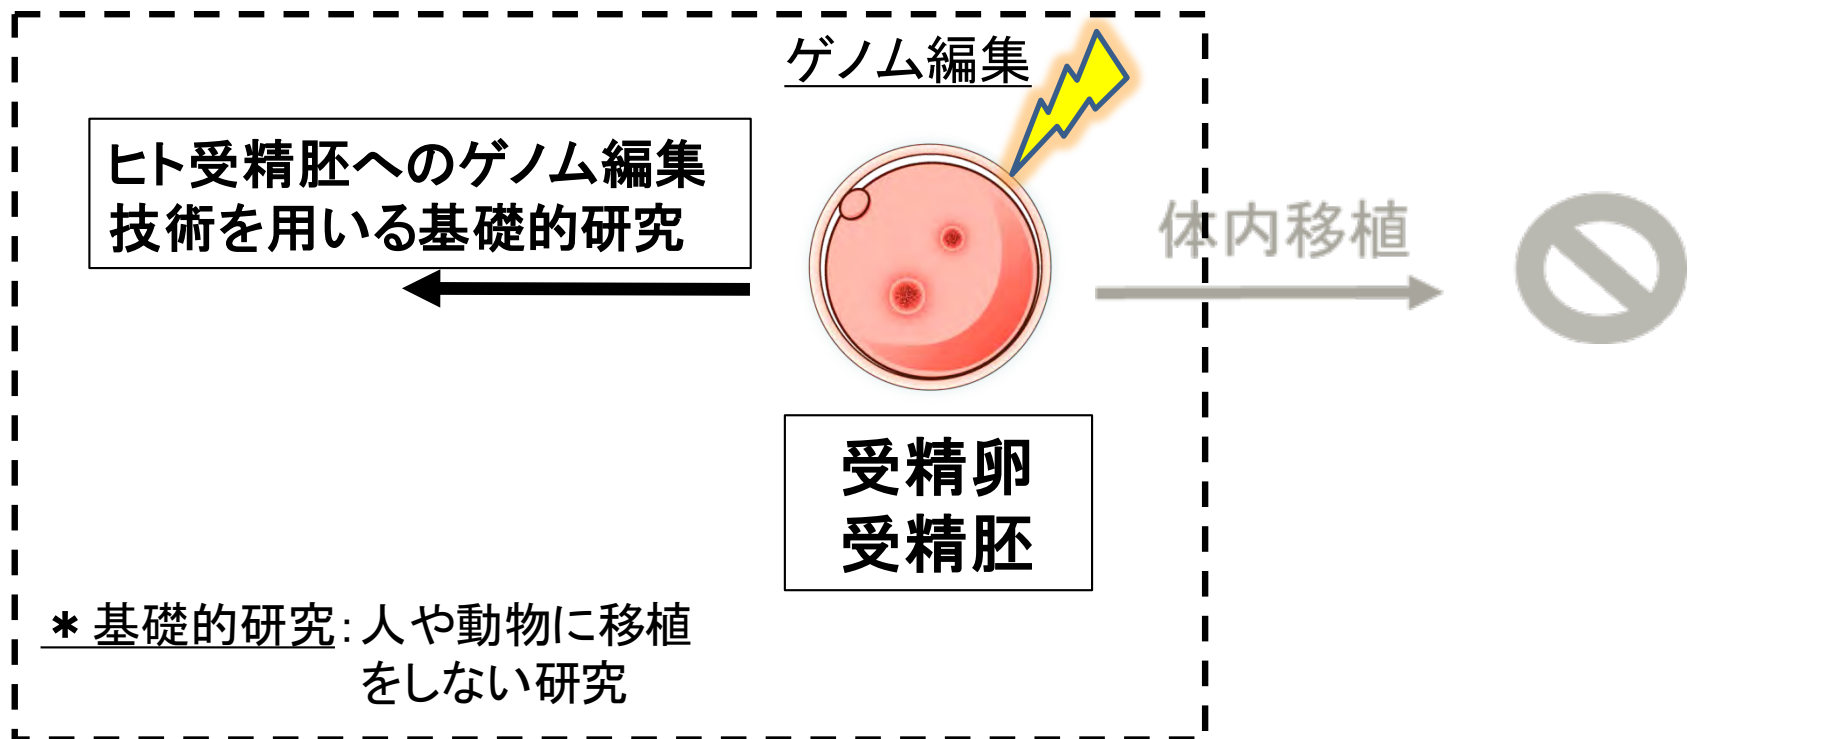 ゲノム編集
ヒト受精胚へのゲノム編集
技術を用いる基礎的研究
体内移植
受精卵
受精胚
＊基礎的研究：人や動物に移植
をしない研究